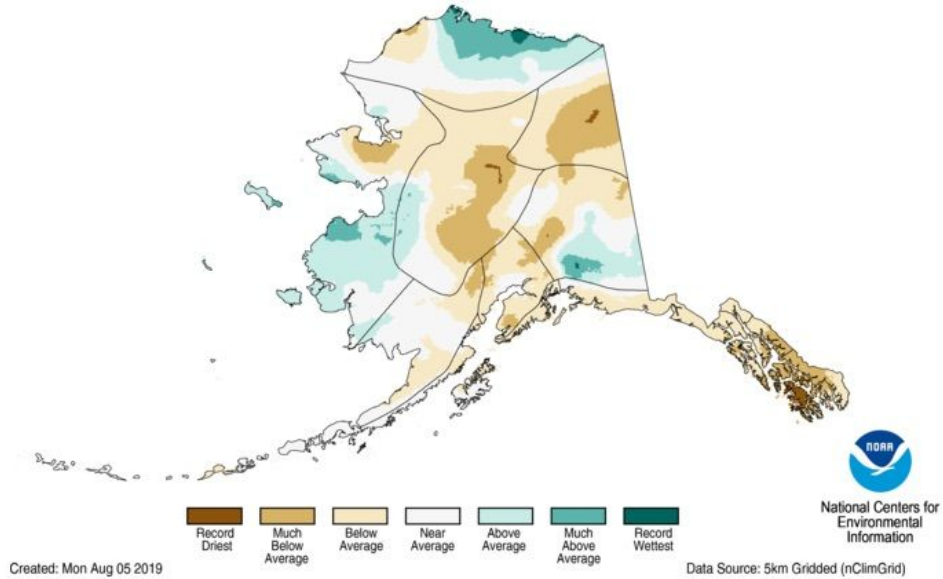 NOAA
Record
Driest
Much
Below
Average
Below
Average
Near
Average
Above
Average
Much
Above
Average
Record
Wettest
National Centers for
Environmental
Information
Created: Mon Aug 05 2019
Data Source: 5km Gridded (nClimGrid)